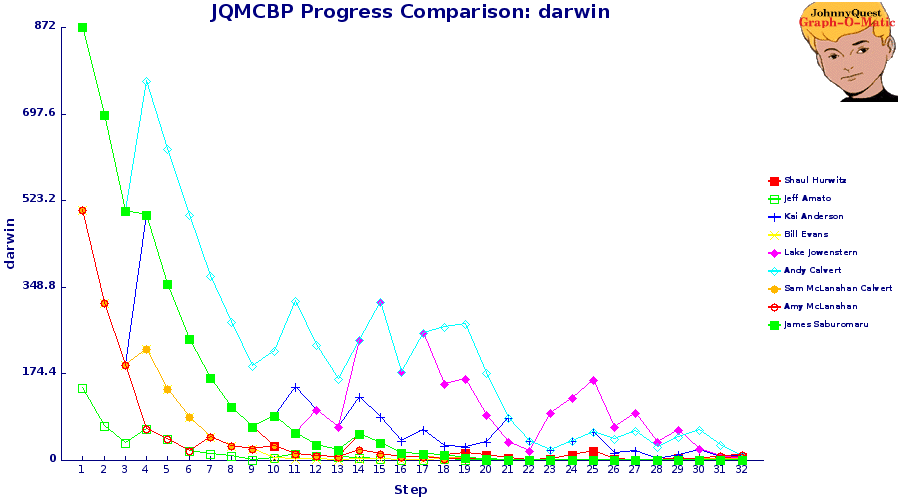 JQMCBP Progress Comparison: darwin
JohnnyQuest
Graph-O-Matic
872
697.6
523.2
348.8
174.4
0
darwin
1 2 3 4 5 6 7 8 9 10 11 12 13 14 15 16 17 18 19 20 21 22 23 24 25 26 27 28 29 30 31 32
Step
Shaul Hurwitz
Jeff Amato
Kai Anderson
Bill Evans
Lake Jowenstern
Andy Calvert
Sam McLanahan Calvert
Amy McLanahan
James Saburomaru